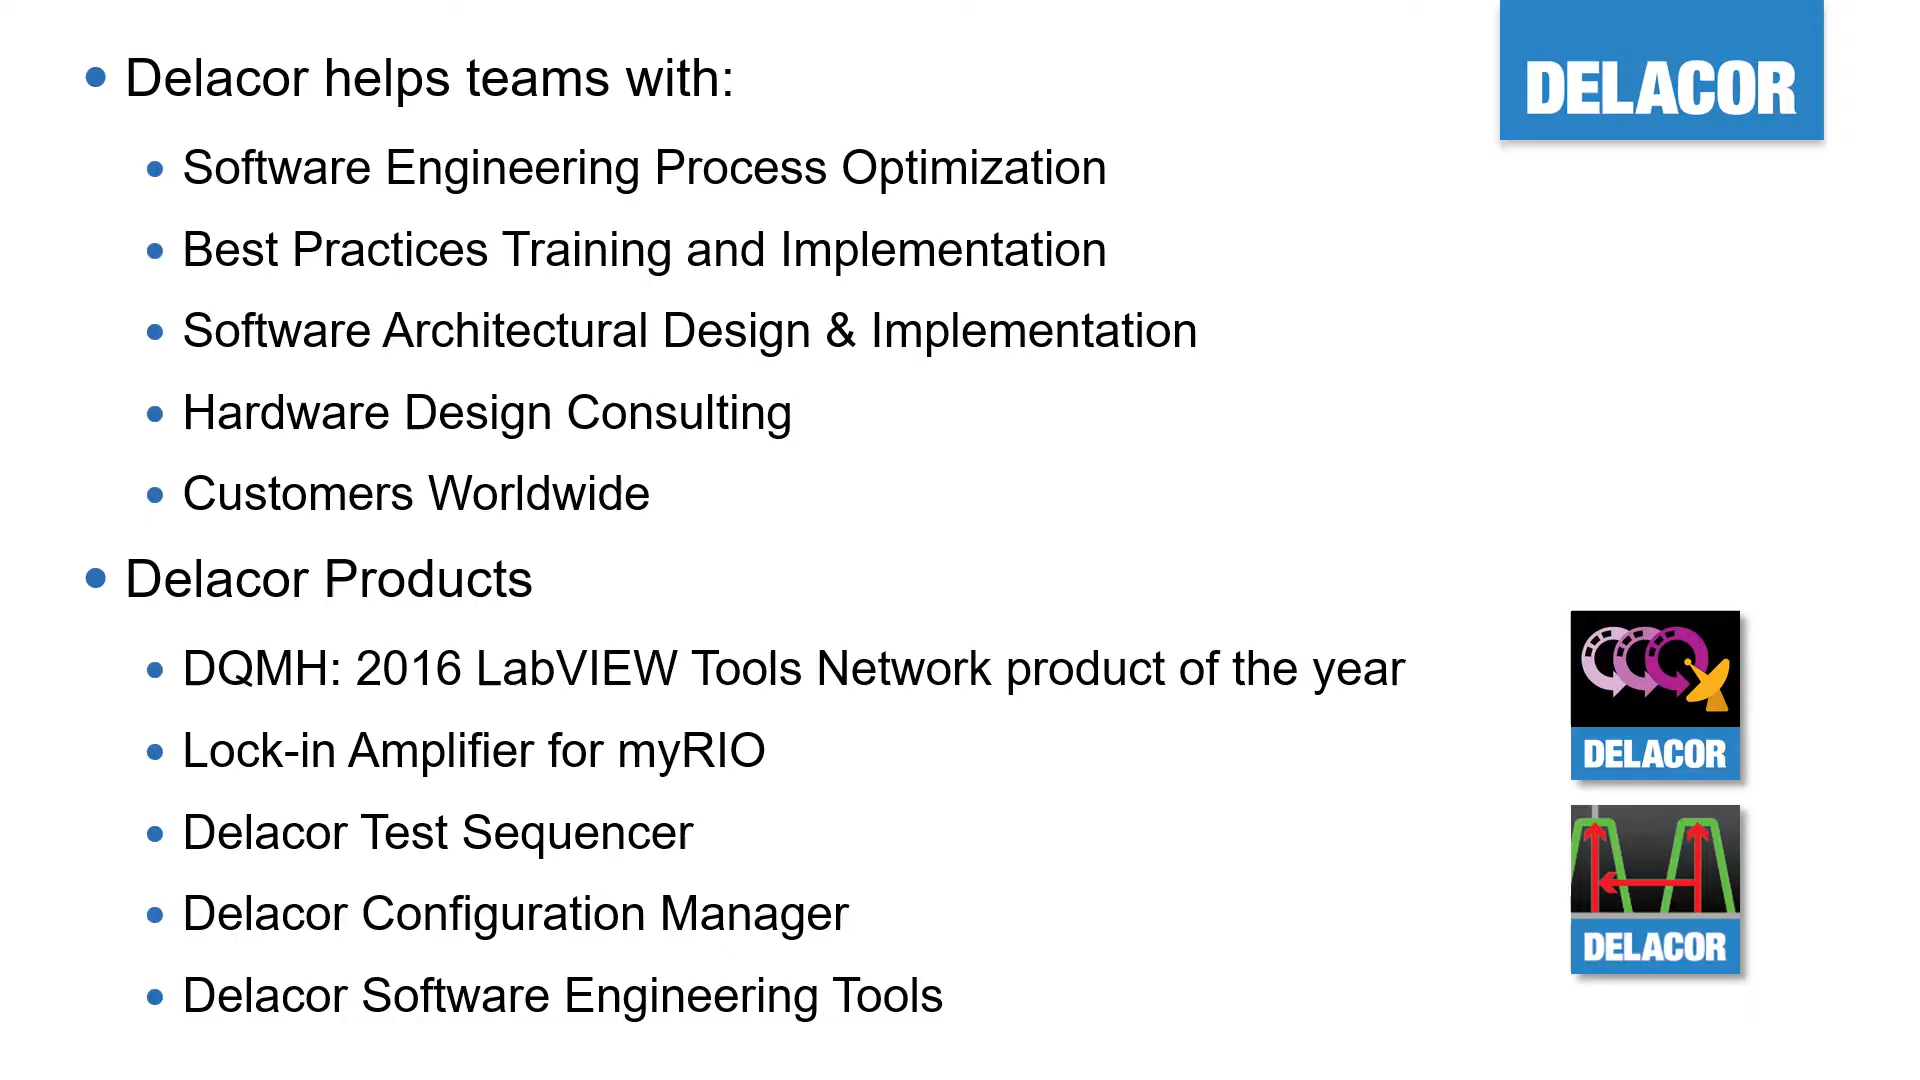 Delacor helps teams with:
DELACOR
Software Engineering Process Optimization
Best Practices Training and Implementation
Software Architectural Design & Implementation
Hardware Design Consulting
Customers Worldwide
Delacor Products
DQMH: 2016 LabVIEW Tools Network product of the year
Lock-in Amplifier for myRIO
DELACOR
Delacor Test Sequencer
Delacor Configuration Manager
DELACOR
Delacor Software Engineering Tools